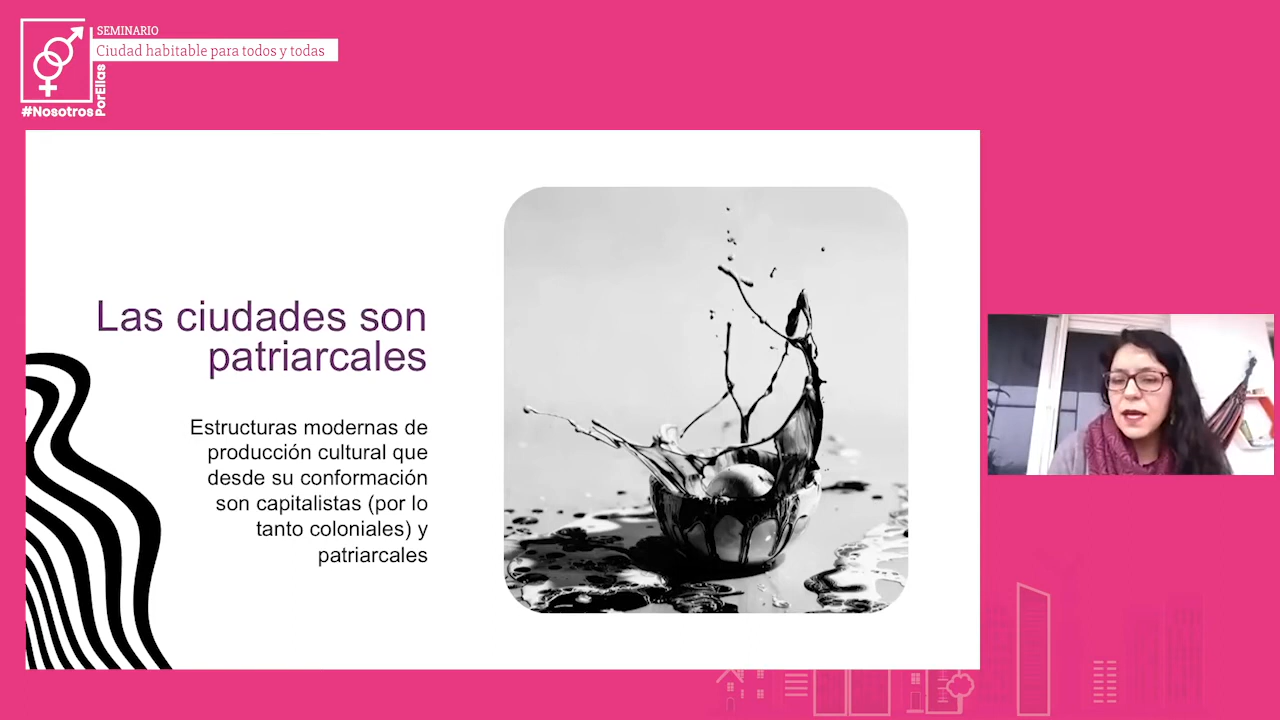 SEMINARIO
Ciudad habitable para todos y todas
#Nosotros
PorEllas
Las ciudades son
patriarcales
Estructuras modernas de
producción cultural que
desde su conformación
son capitalistas (por lo
tanto coloniales) y
patriarcales